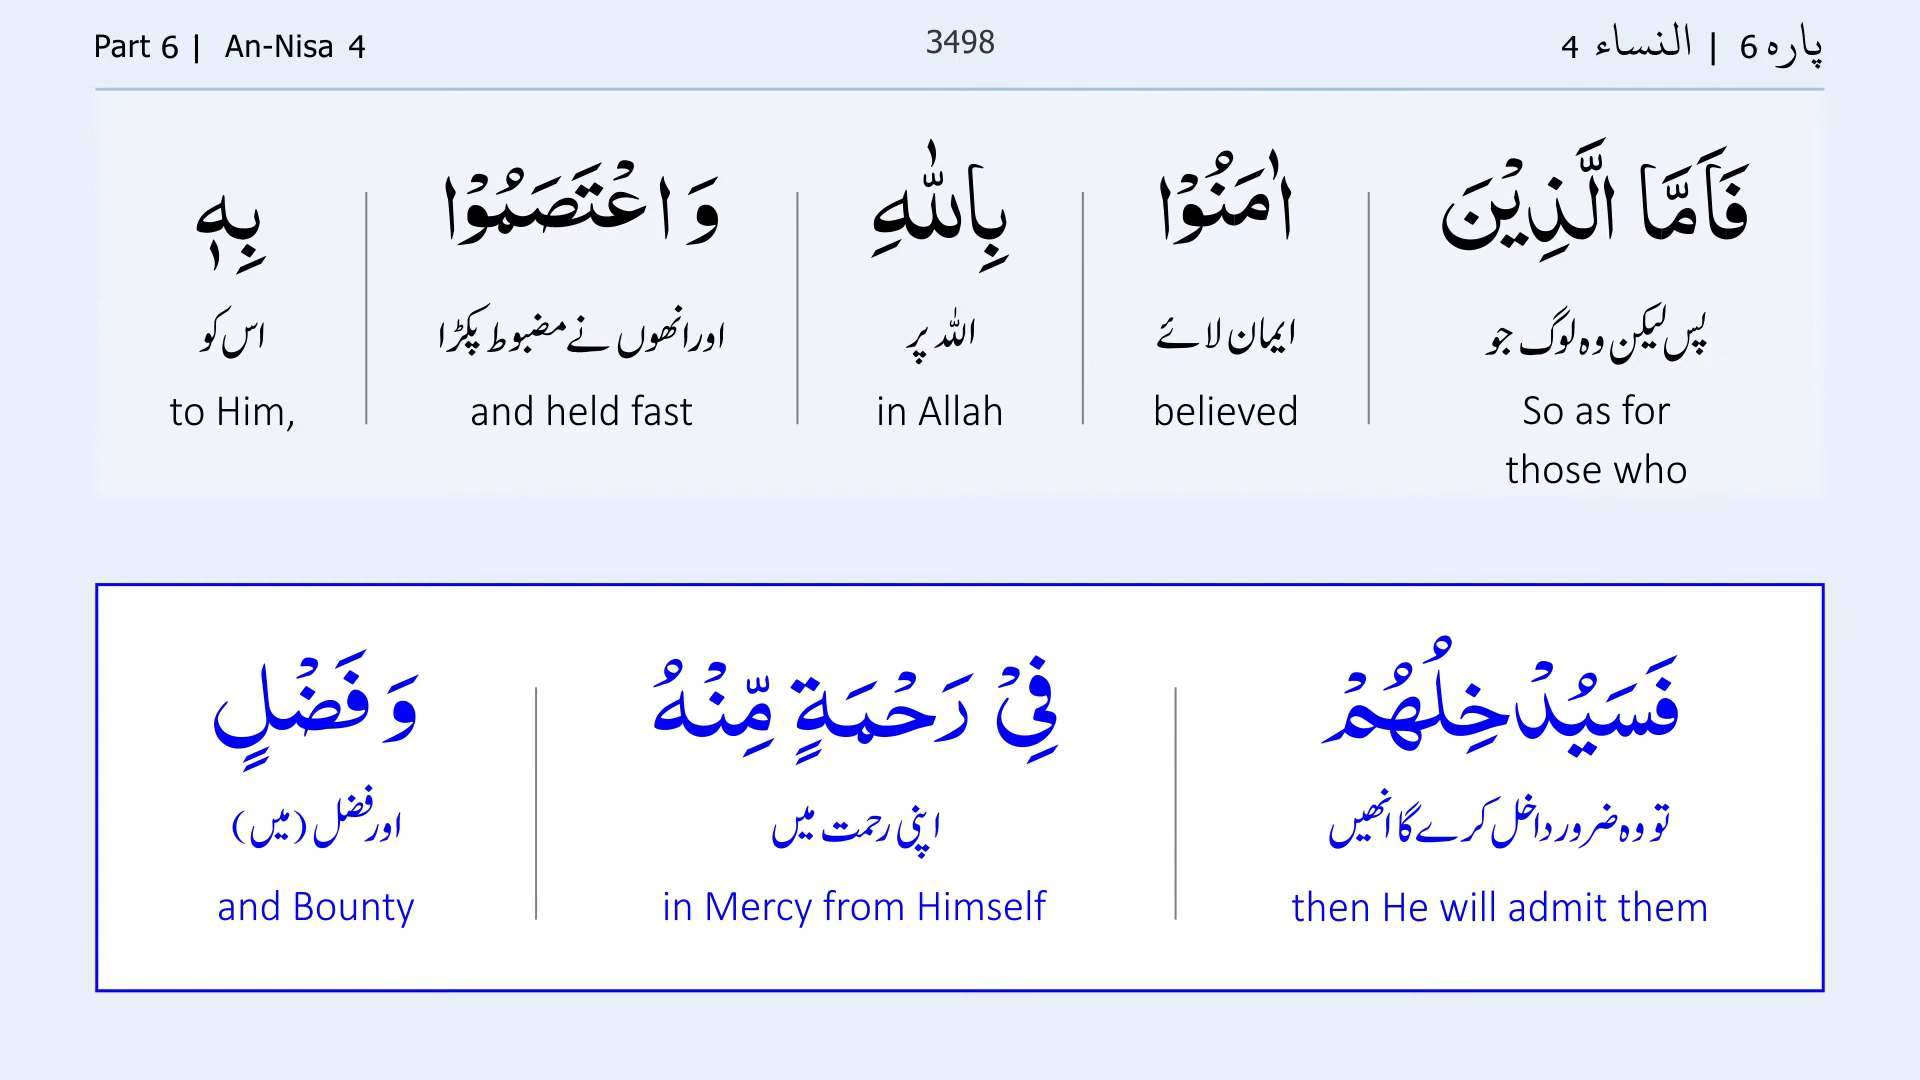 Part 6 | An-Nisa 4
3498
پارہ 6 | النساء 4
فَاَمَّا الَّذِيْنَ اٰمَنُوْا بِاللّٰهِ وَ اعْتَصَمُوْا بِهٖ
پس لیکن وہ لوگ جو ایمان لائے اللہ پر اور انھوں نے مضبوط پکڑا اس کو
So as for those who believed in Allah and held fast to Him,
فَسَيُدْخِلُهُمْ فِيْ رَحْمَةٍ مِّنْهُ وَ فَضْلٍ
تو وہ ضرور داخل کرے گا انھیں اپنی رحمت میں اور فضل (میں)
then He will admit them in Mercy from Himself and Bounty